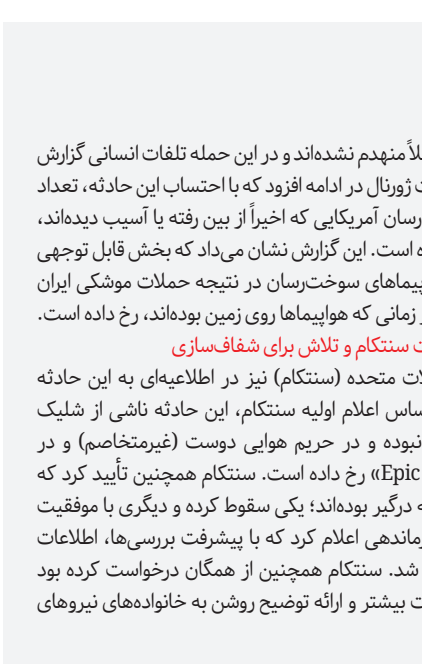 منهدم نشده‌اند و در این حمله تلفات انسانی گزارش
ژورنال در ادامه افزود که با احتساب این حادثه، تعداد
آمریکایی که اخیراً از بین رفته یا آسیب دیده‌اند،
است. این گزارش نشان می‌داد که بخش قابل توجهی
سوخت‌رسان در نتیجه حملات موشکی ایران
زمانی که هواپیماها روی زمین بوده‌اند، رخ داده است.
سنتکام و تلاش برای شفاف‌سازی
متحده (سنتکام) نیز در اطلاعیه‌ای به این حادثه
اعلام اولیه سنتکام، این حادثه ناشی از شلیک
نبوده و در حریم هوایی دوست (غیرمتخاصم) و در
Epic» رخ داده است. سنتکام همچنین تأیید کرد که
درگیر بوده‌اند؛ یکی سقوط کرده و دیگری با موفقیت
اعلام کرد که با پیشرفت بررسی‌ها، اطلاعات
شد. سنتکام همچنین از همگان درخواست کرده بود
بیشتر و ارائه توضیح روشن به خانواده‌های نیروهای